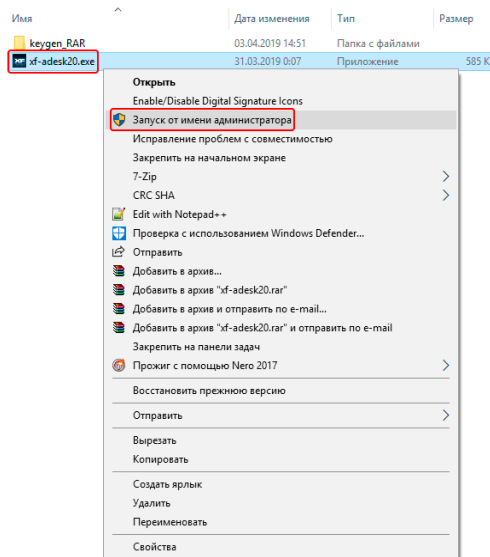 Имя Дата изменения Тип Размер
keygen_RAR 03.04.2019 14:51 Папка с файлами
xf-adesk20.exe 31.03.2019 0:07 Приложение 585 К
Открыть
Enable/Disable Digital Signature Icons
Запуск от имени администратора
Исправление проблем с совместимостью
Закрепить на начальном экране
7-Zip
CRC SHA
Edit with Notepad++
Проверка с использованием Windows Defender...
Отправить
Добавить в архив...
Добавить в архив "xf-adesk20.rar"
Добавить в архив и отправить по e-mail...
Добавить в архив "xf-adesk20.rar" и отправить по e-mail
Закрепить на панели задач
Прожиг с помощью Nero 2017
Восстановить прежнюю версию
Отправить
Вырезать
Копировать
Создать ярлык
Удалить
Переименовать
Свойства